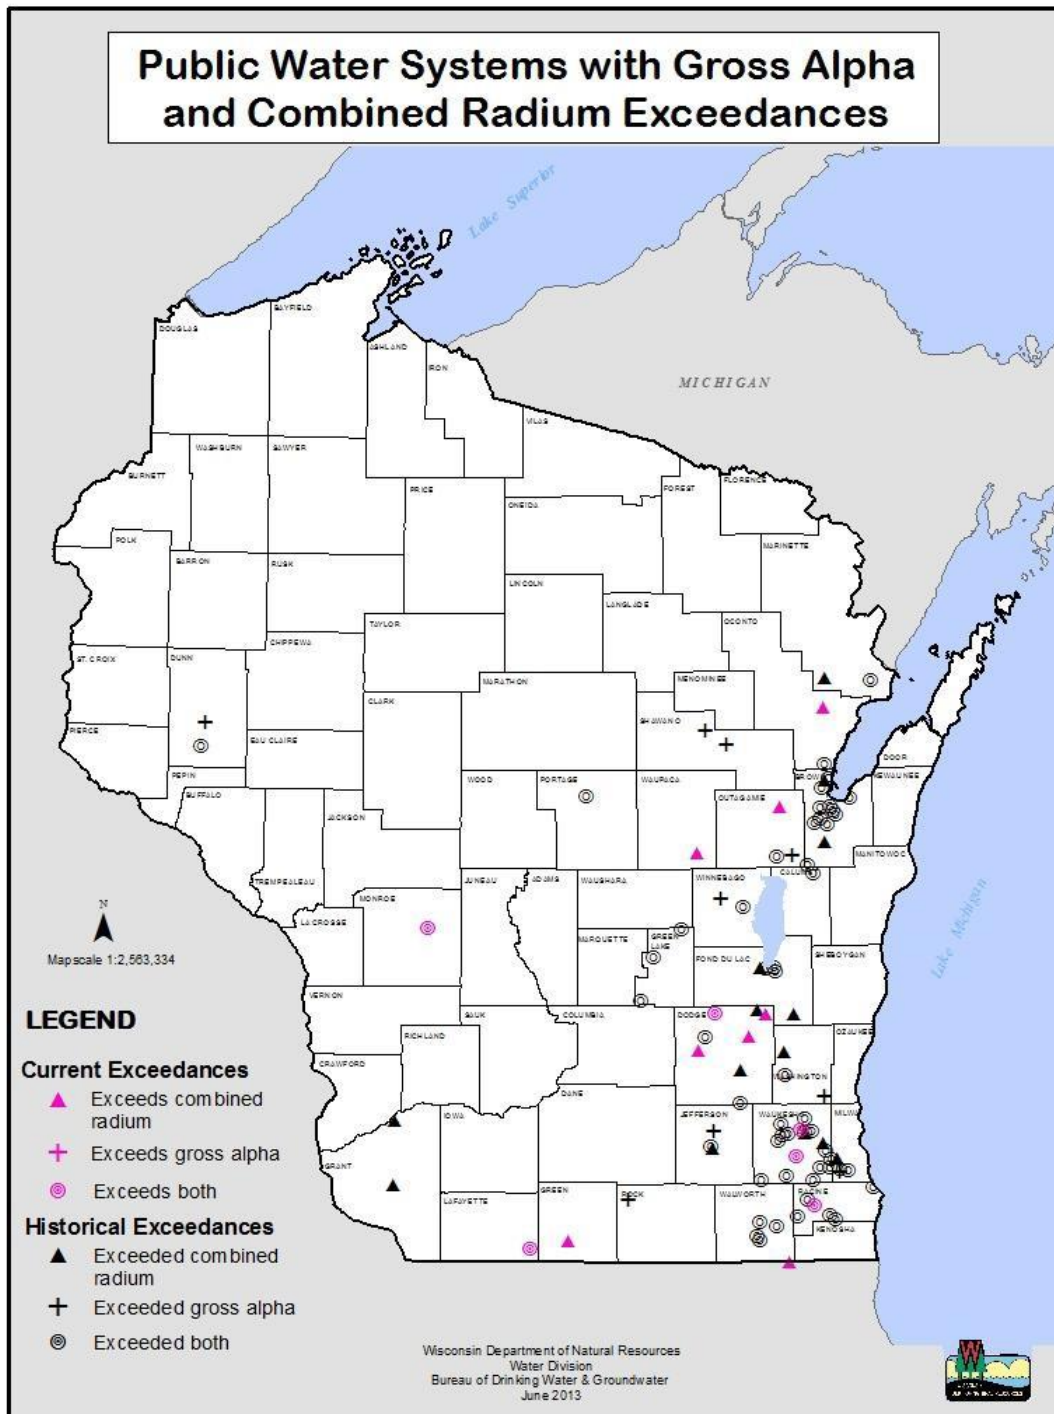 Public Water Systems with Gross Alpha
and Combined Radium Exceedances
Lake Superior
MICHIGAN
BAYFIELD
DOUGLAS
ASHLAND
IRON
VILAS
WASHBURN
SAWYER
BURNETT
PRICE
FOREST
FLORENCE
ONEIDA
POLK
MARINETTE
BARRON
RUSK
LINCOLN
LANGLADE
TAYLOR
OCONTO
CHIPPEWA
ST. CROIX
DUNN
MARATHON
MENOMINEE
CLARK
SHAWANO
PIERCE
EAU CLAIRE
DOOR
PEPIN
WOOD
PORTAGE
WAUPACA
BROWN
KEWAUNEE
BUFFALO
OUTAGAMIE
JACKSON
MANITOWOC
TREMPEALEAU
JUNEAU
ADAMS
WAUSHARA
WINNEBAGO
CALUMET
MONROE
LA CROSSE
MARQUETTE
GREEN
LAKE
FOND DU LAC
SHEBOYGAN
Lake Michigan
N
Map scale 1:2,563,334
VERNON
SAUK
COLUMBIA
DODGE
RICHLAND
OZAUKEE
CRAWFORD
WASHINGTON
DANE
IOWA
JEFFERSON
WAUKESHA
MILWA
GRANT
LAFAYETTE
GREEN
ROCK
WALWORTH
RACINE
KENOSHA
LEGEND
Current Exceedances
Exceeds combined
radium
Exceeds gross alpha
Exceeds both
Historical Exceedances
Exceeded combined
radium
Exceeded gross alpha
Exceeded both
Wisconsin Department of Natural Resources
Water Division
Bureau of Drinking Water & Groundwater
June 2013
W